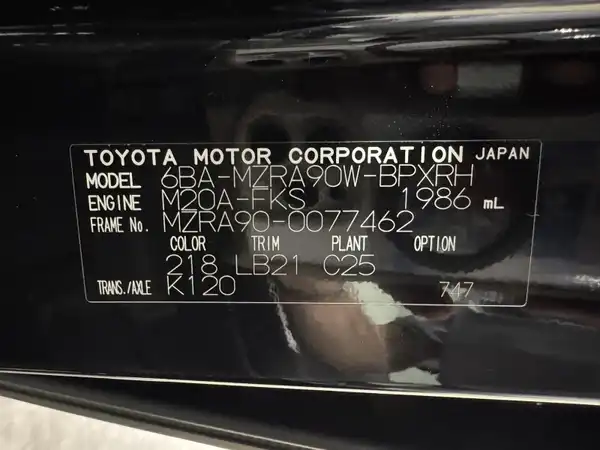 TOYOTA MOTOR CORPORATION JAPAN
MODEL 6BA-MZRA90W-BPXRH
ENGINE M20A-FKS 1986 mL
FRAME No. MZRA90-0077462
COLOR TRIM PLANT OPTION
218 LB21 C25
TRANS./AXLE K120 747